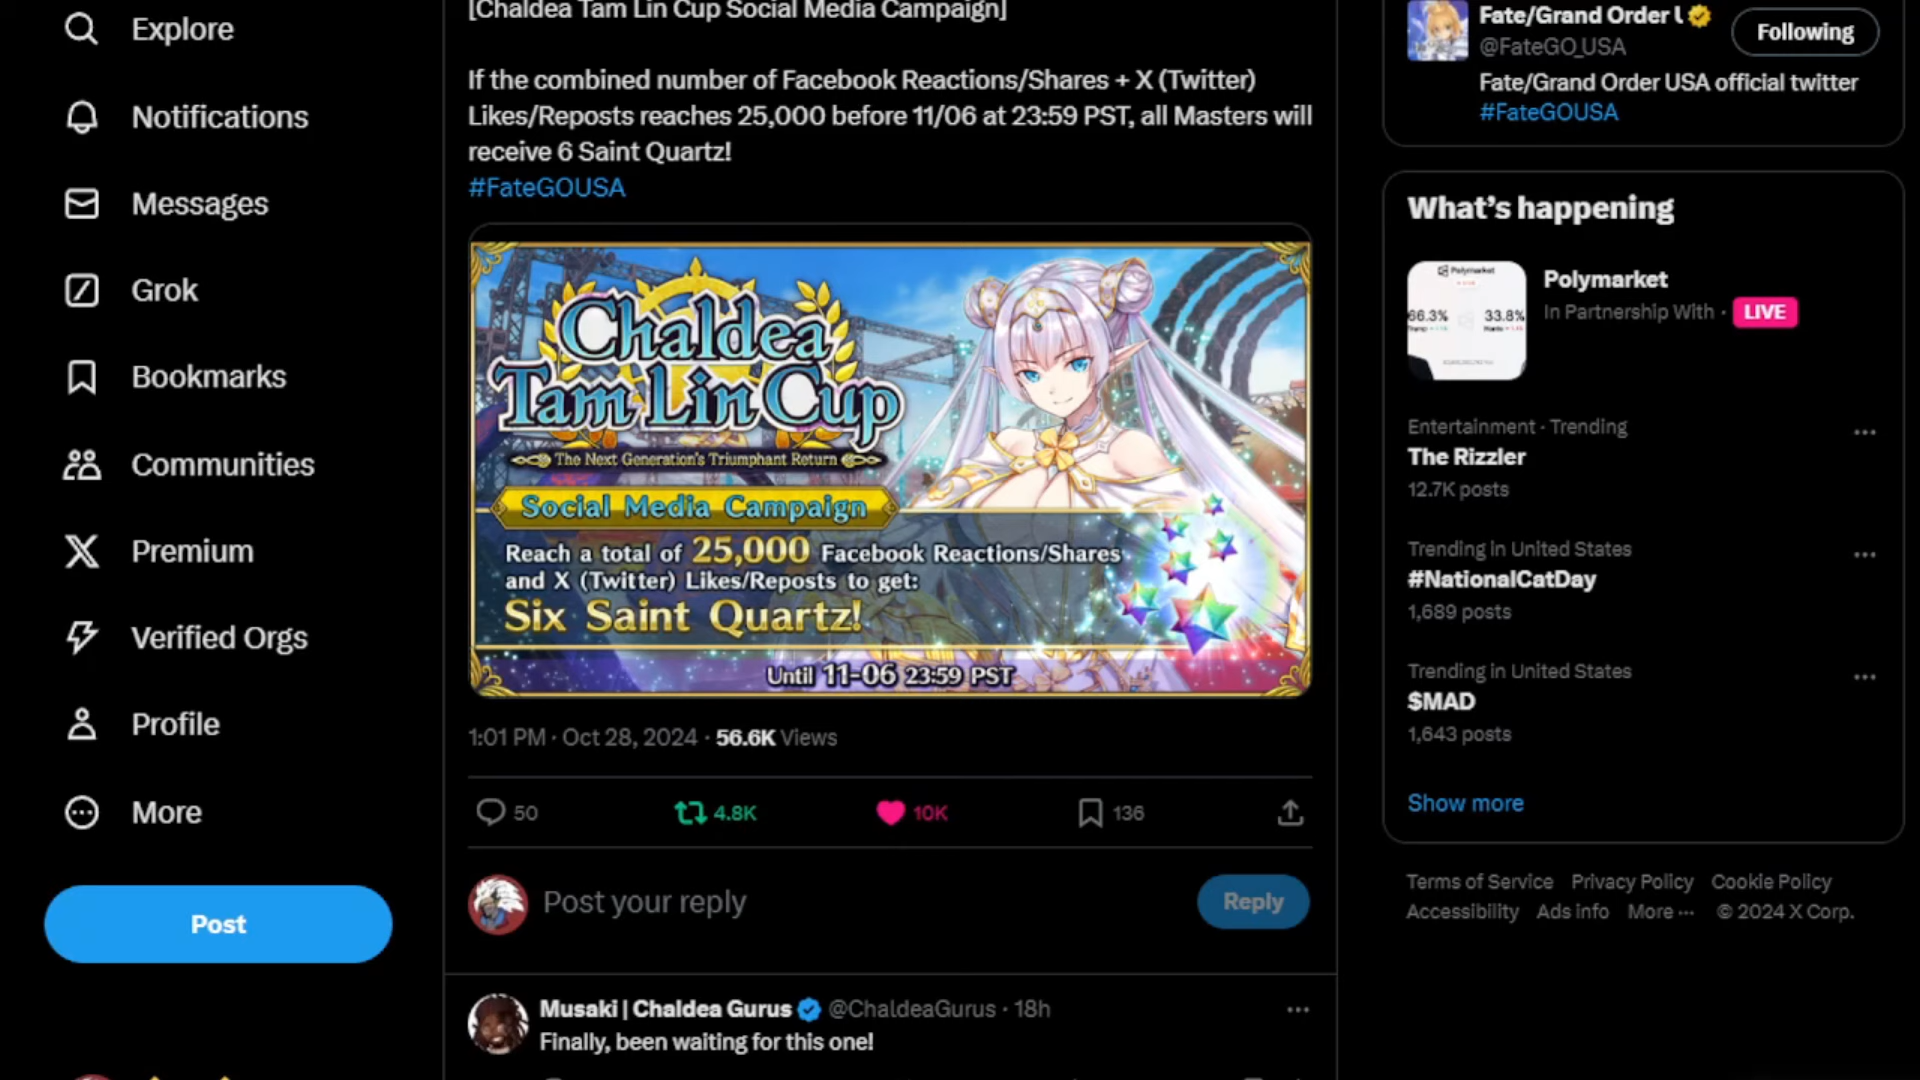 Explore
Notifications
Messages
Grok
Bookmarks
Communities
Premium
Verified Orgs
Profile
More
Post
[Chaldea Tam Lin Cup Social Media Campaign]
If the combined number of Facebook Reactions/Shares + X (Twitter)
Likes/Reposts reaches 25,000 before 11/06 at 23:59 PST, all Masters will
receive 6 Saint Quartz!
#FateGOUSA
Chaldea
Tam Lin Cup
The Next Generation's Triumphant Return
Social Media Campaign
Reach a total of 25,000 Facebook Reactions/Shares
and X (Twitter) Likes/Reposts to get:
Six Saint Quartz!
Until 11-06 23:59 PST
1:01 PM · Oct 28, 2024 · 56.6K Views
50 4.8K 10K 136
Post your reply
Reply
Musaki | Chaldea Gurus @ChaldeaGurus · 18h
Finally, been waiting for this one!
Fate/Grand Order
@FateGO_USA
Following
Fate/Grand Order USA official twitter
#FateGOUSA
What's happening
Polymarket
66.3% 33.8%
Polymarket
In Partnership With · LIVE
Entertainment · Trending
The Rizzler
12.7K posts
Trending in United States
#NationalCatDay
1,689 posts
Trending in United States
$MAD
1,643 posts
Show more
Terms of Service Privacy Policy Cookie Policy
Accessibility Ads info More ··· © 2024 X Corp.